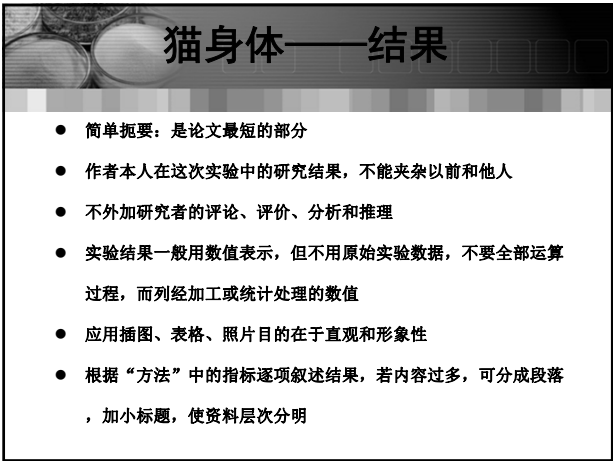 猫身体——结果
● 简单扼要：是论文最短的部分
● 作者本人在这次实验中的研究结果，不能夹杂以前和他人
● 不外加研究者的评论、评价、分析和推理
● 实验结果一般用数值表示，但不用原始实验数据，不要全部运算
过程，而列经加工或统计处理的数值
● 应用插图、表格、照片目的在于直观和形象性
● 根据“方法”中的指标逐项叙述结果，若内容过多，可分成段落
，加小标题，使资料层次分明